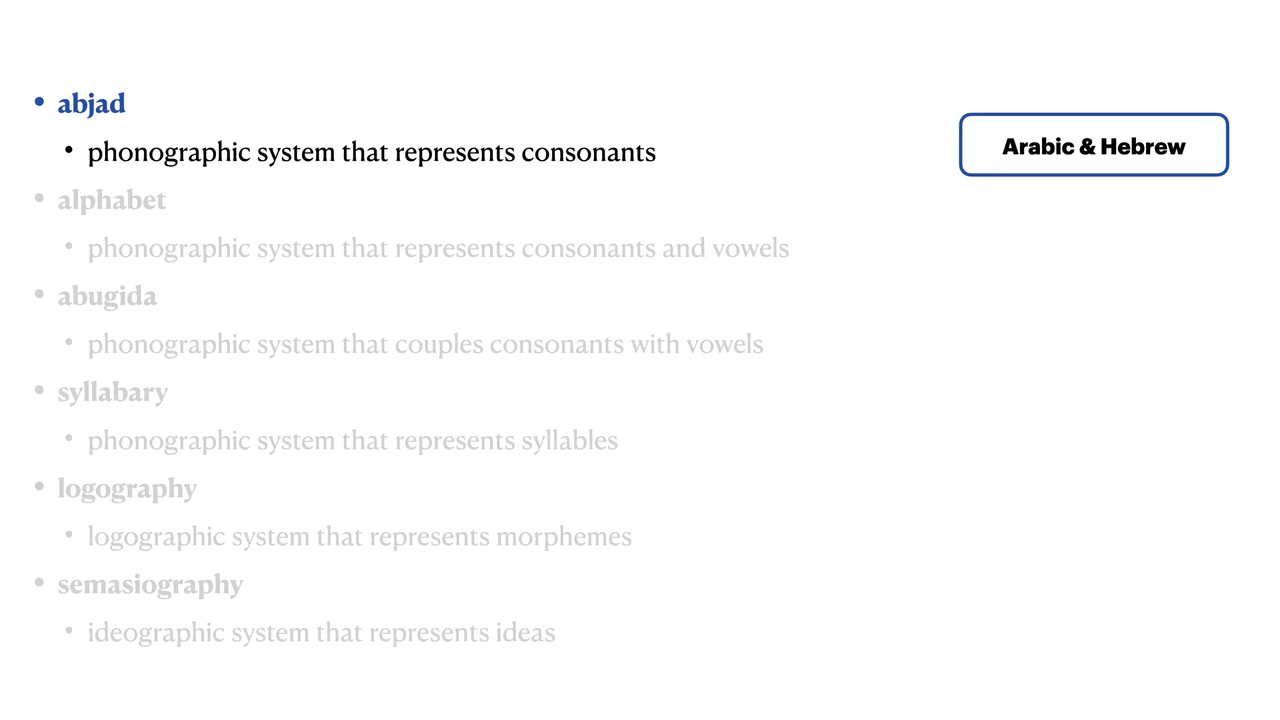 • abjad
• phonographic system that represents consonants
Arabic & Hebrew
• alphabet
• phonographic system that represents consonants and vowels
• abugida
• phonographic system that couples consonants with vowels
• syllabary
• phonographic system that represents syllables
• logography
• logographic system that represents morphemes
• semasiography
• ideographic system that represents ideas